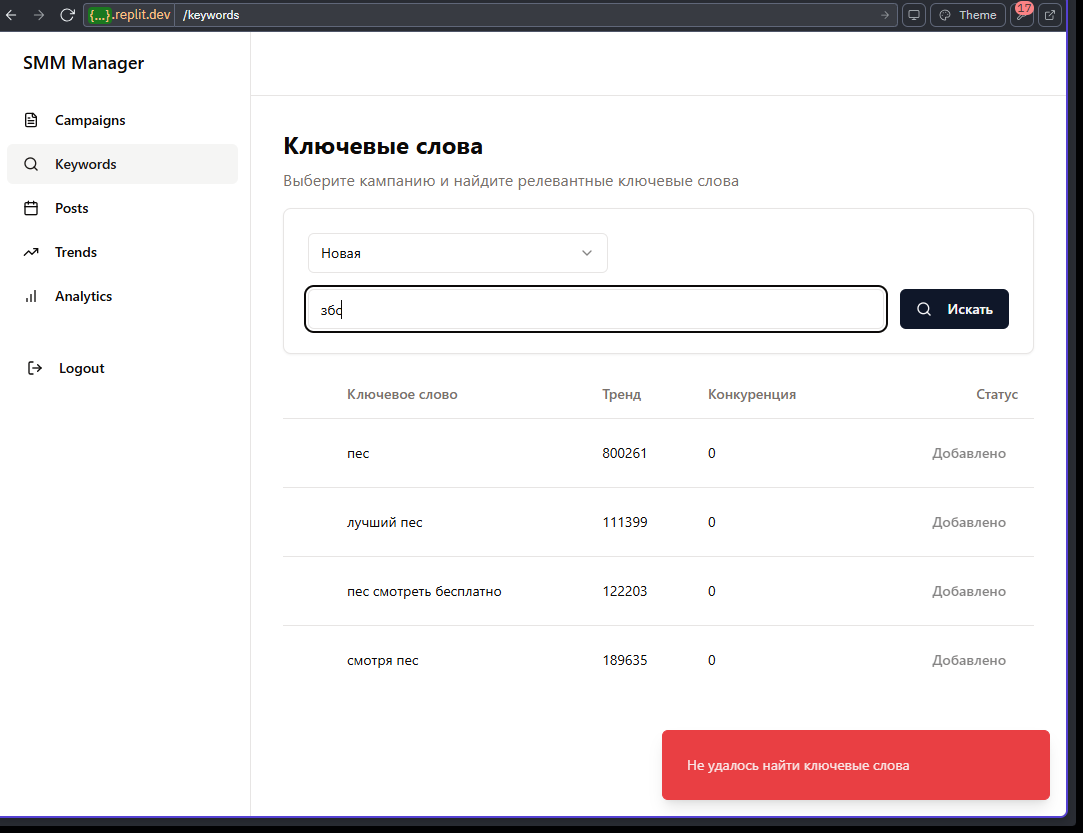 {...}.replit.dev /keywords Theme 17
SMM Manager
Campaigns
Keywords
Posts
Trends
Analytics
Logout
Ключевые слова
Выберите кампанию и найдите релевантные ключевые слова
Новая
збс Искать
Ключевое слово Тренд Конкуренция Статус
пес 800261 0 Добавлено
лучший пес 111399 0 Добавлено
пес смотреть бесплатно 122203 0 Добавлено
смотря пес 189635 0 Добавлено
Не удалось найти ключевые слова